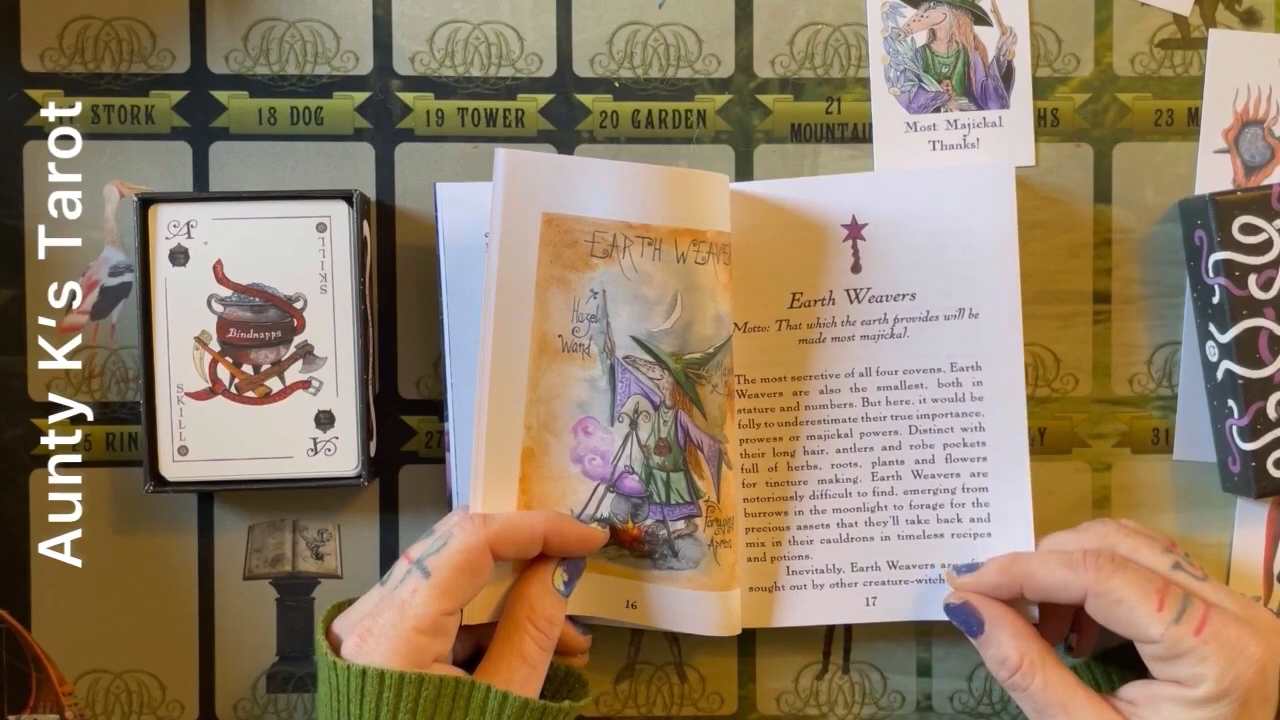 Aunty K's Tarot
STORK
18 DOG
19 TOWER
20 GARDEN
21
MOUNTAIN
HS
23 M
Most Majickal
Thanks!
A
SKILL
Bindnapps
SKILL
A
EARTH WEAVE
Hazel
Wand
Earth Weavers
Motto: That which the earth provides will be
made most majickal.
The most secretive of all four covens, Earth
Weavers are also the smallest, both in
stature and numbers. But here, it would be
folly to underestimate their true importance,
prowess or majickal powers. Distinct with
their long hair, antlers and robe pockets
full of herbs, roots, plants and flowers
for tincture making. Earth Weavers are
notoriously difficult to find, emerging from
burrows in the moonlight to forage for the
precious assets that they'll take back and
mix in their cauldrons in timeless recipes
and potions.
Inevitably, Earth Weavers are
sought out by other creature-witch
16
17
25 RIN
27
LY
31